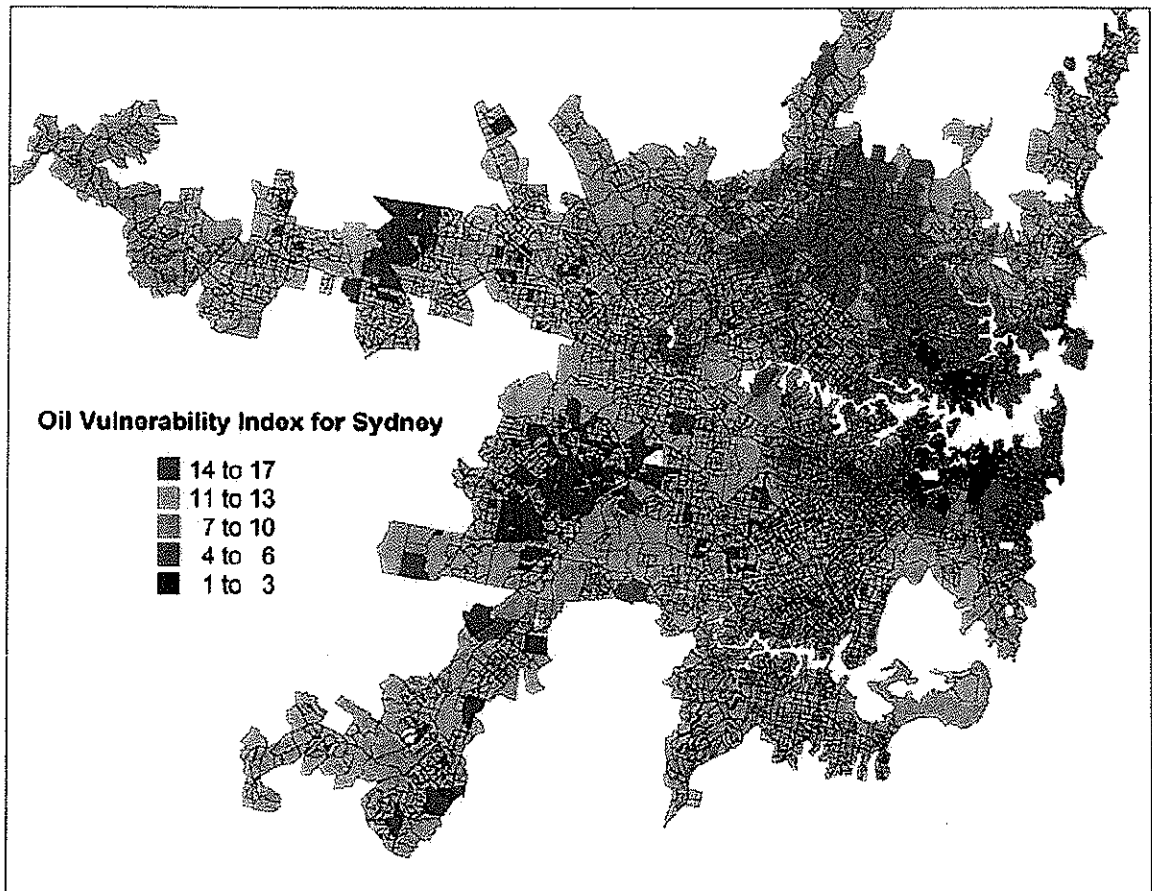 Oil Vulnerability Index for Sydney
14 to 17
11 to 13
7 to 10
4 to 6
1 to 3